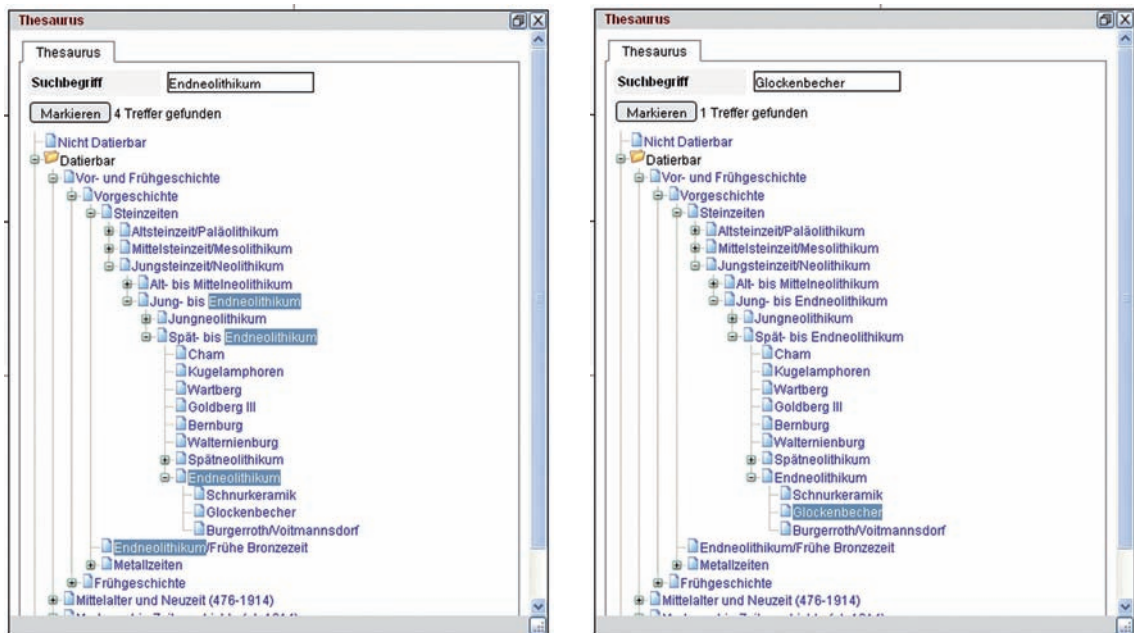 Thesaurus
Thesaurus
Suchbegriff Endneolithikum
Markieren 4 Treffer gefunden
Nicht Datierbar
Datierbar
Vor- und Frühgeschichte
Vorgeschichte
Steinzeiten
Altsteinzeit/Paläolithikum
Mittelsteinzeit/Mesolithikum
Jungsteinzeit/Neolithikum
Alt- bis Mittelneolithikum
Jung- bis Endneolithikum
Jungneolithikum
Spät- bis Endneolithikum
Cham
Kugelamphoren
Wartberg
Goldberg III
Bernburg
Walternienburg
Spätneolithikum
Endneolithikum
Schnurkeramik
Glockenbecher
Burgerroth/Voitmannsdorf
Endneolithikum/Frühe Bronzezeit
Metallzeiten
Frühgeschichte
Mittelalter und Neuzeit (476-1914)
Thesaurus
Thesaurus
Suchbegriff Glockenbecher
Markieren 1 Treffer gefunden
Nicht Datierbar
Datierbar
Vor- und Frühgeschichte
Vorgeschichte
Steinzeiten
Altsteinzeit/Paläolithikum
Mittelsteinzeit/Mesolithikum
Jungsteinzeit/Neolithikum
Alt- bis Mittelneolithikum
Jung- bis Endneolithikum
Jungneolithikum
Spät- bis Endneolithikum
Cham
Kugelamphoren
Wartberg
Goldberg III
Bernburg
Walternienburg
Spätneolithikum
Endneolithikum
Schnurkeramik
Glockenbecher
Burgerroth/Voitmannsdorf
Endneolithikum/Frühe Bronzezeit
Metallzeiten
Frühgeschichte
Mittelalter und Neuzeit (476-1914)